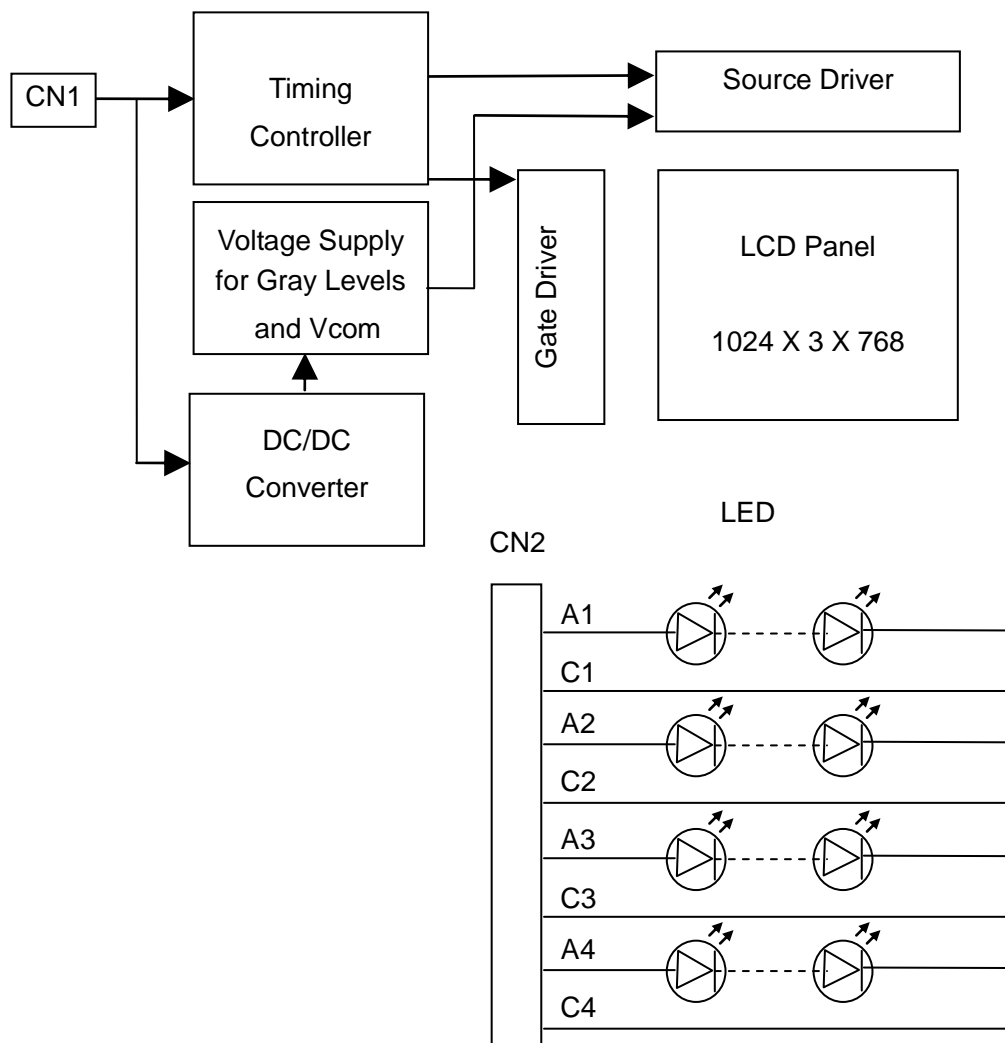 CN1
Timing
Controller
Source Driver
Voltage Supply
for Gray Levels
and Vcom
Gate Driver
LCD Panel
1024 X 3 X 768
DC/DC
Converter
LED
CN2
A1
C1
A2
C2
A3
C3
A4
C4